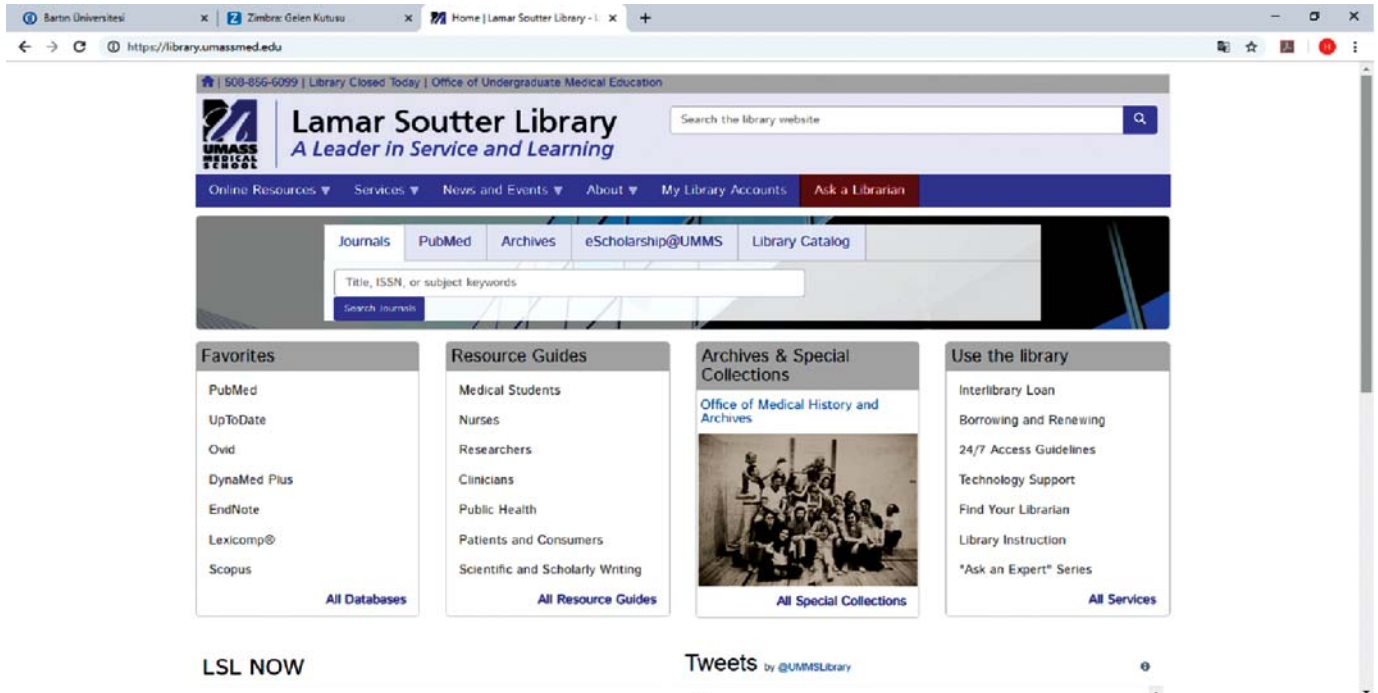 Bartın Üniversitesi
Zimbra: Gelen Kutusu
Home | Lamar Soutter Library - L
https://library.umassmed.edu
| 508-856-6099 | Library Closed Today | Office of Undergraduate Medical Education
UMASS
MEDICAL
SCHOOL
Lamar Soutter Library
A Leader in Service and Learning
Search the library website
Online Resources Services News and Events About My Library Accounts Ask a Librarian
Journals PubMed Archives eScholarship@UMMS Library Catalog
Title, ISSN, or subject keywords
Search Journals
Favorites
PubMed
UpToDate
Ovid
DynaMed Plus
EndNote
Lexicomp®
Scopus
All Databases
Resource Guides
Medical Students
Nurses
Researchers
Clinicians
Public Health
Patients and Consumers
Scientific and Scholarly Writing
All Resource Guides
Archives & Special
Collections
Office of Medical History and
Archives
All Special Collections
Use the library
Interlibrary Loan
Borrowing and Renewing
24/7 Access Guidelines
Technology Support
Find Your Librarian
Library Instruction
"Ask an Expert" Series
All Services
LSL NOW
Tweets by @UMMSLibrary